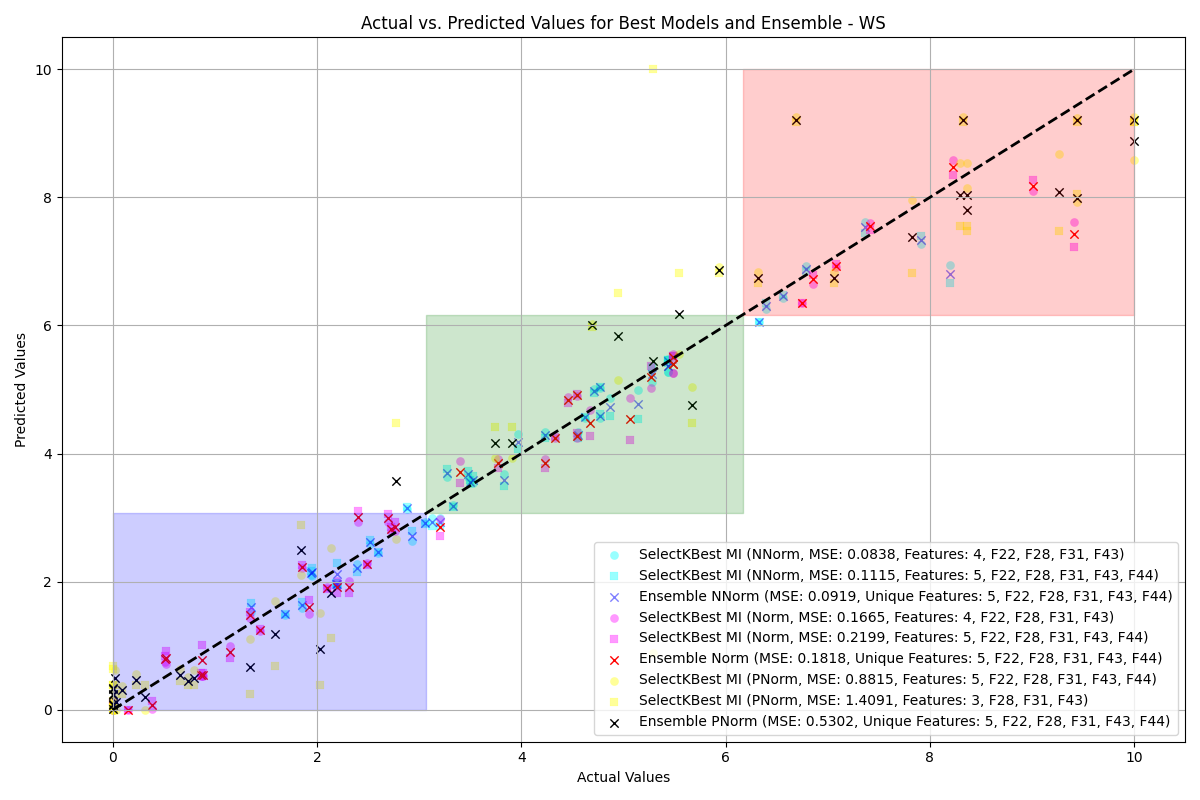 Actual vs. Predicted Values for Best Models and Ensemble - WS
Predicted Values
10
8
6
4
2
0
0 2 4 6 8 10
Actual Values
SelectKBest MI (NNorm, MSE: 0.0838, Features: 4, F22, F28, F31, F43)
SelectKBest MI (NNorm, MSE: 0.1115, Features: 5, F22, F28, F31, F43, F44)
Ensemble NNorm (MSE: 0.0919, Unique Features: 5, F22, F28, F31, F43, F44)
SelectKBest MI (Norm, MSE: 0.1665, Features: 4, F22, F28, F31, F43)
SelectKBest MI (Norm, MSE: 0.2199, Features: 5, F22, F28, F31, F43, F44)
Ensemble Norm (MSE: 0.1818, Unique Features: 5, F22, F28, F31, F43, F44)
SelectKBest MI (PNorm, MSE: 0.8815, Features: 5, F22, F28, F31, F43, F44)
SelectKBest MI (PNorm, MSE: 1.4091, Features: 3, F28, F31, F43)
Ensemble PNorm (MSE: 0.5302, Unique Features: 5, F22, F28, F31, F43, F44)